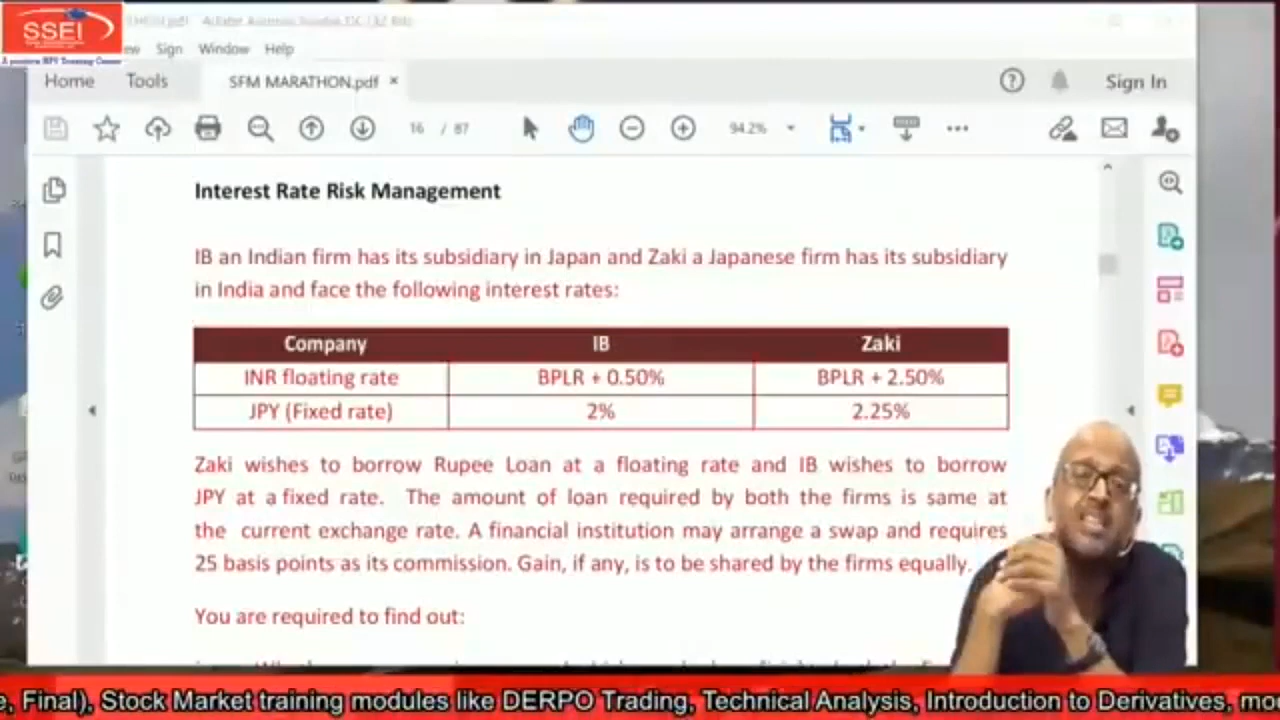 SSEI
Sign Window Help
Home Tools SFM MARATHON.pdf × Sign In
16 / 87 94.2%
Interest Rate Risk Management
IB an Indian firm has its subsidiary in Japan and Zaki a Japanese firm has its subsidiary
in India and face the following interest rates:
Company IB Zaki
INR floating rate BPLR + 0.50% BPLR + 2.50%
JPY (Fixed rate) 2% 2.25%
Zaki wishes to borrow Rupee Loan at a floating rate and IB wishes to borrow
JPY at a fixed rate. The amount of loan required by both the firms is same at
the current exchange rate. A financial institution may arrange a swap and requires
25 basis points as its commission. Gain, if any, is to be shared by the firms equally.
You are required to find out:
e, Final), Stock Market training modules like DERPO Trading, Technical Analysis, Introduction to Derivatives, mo